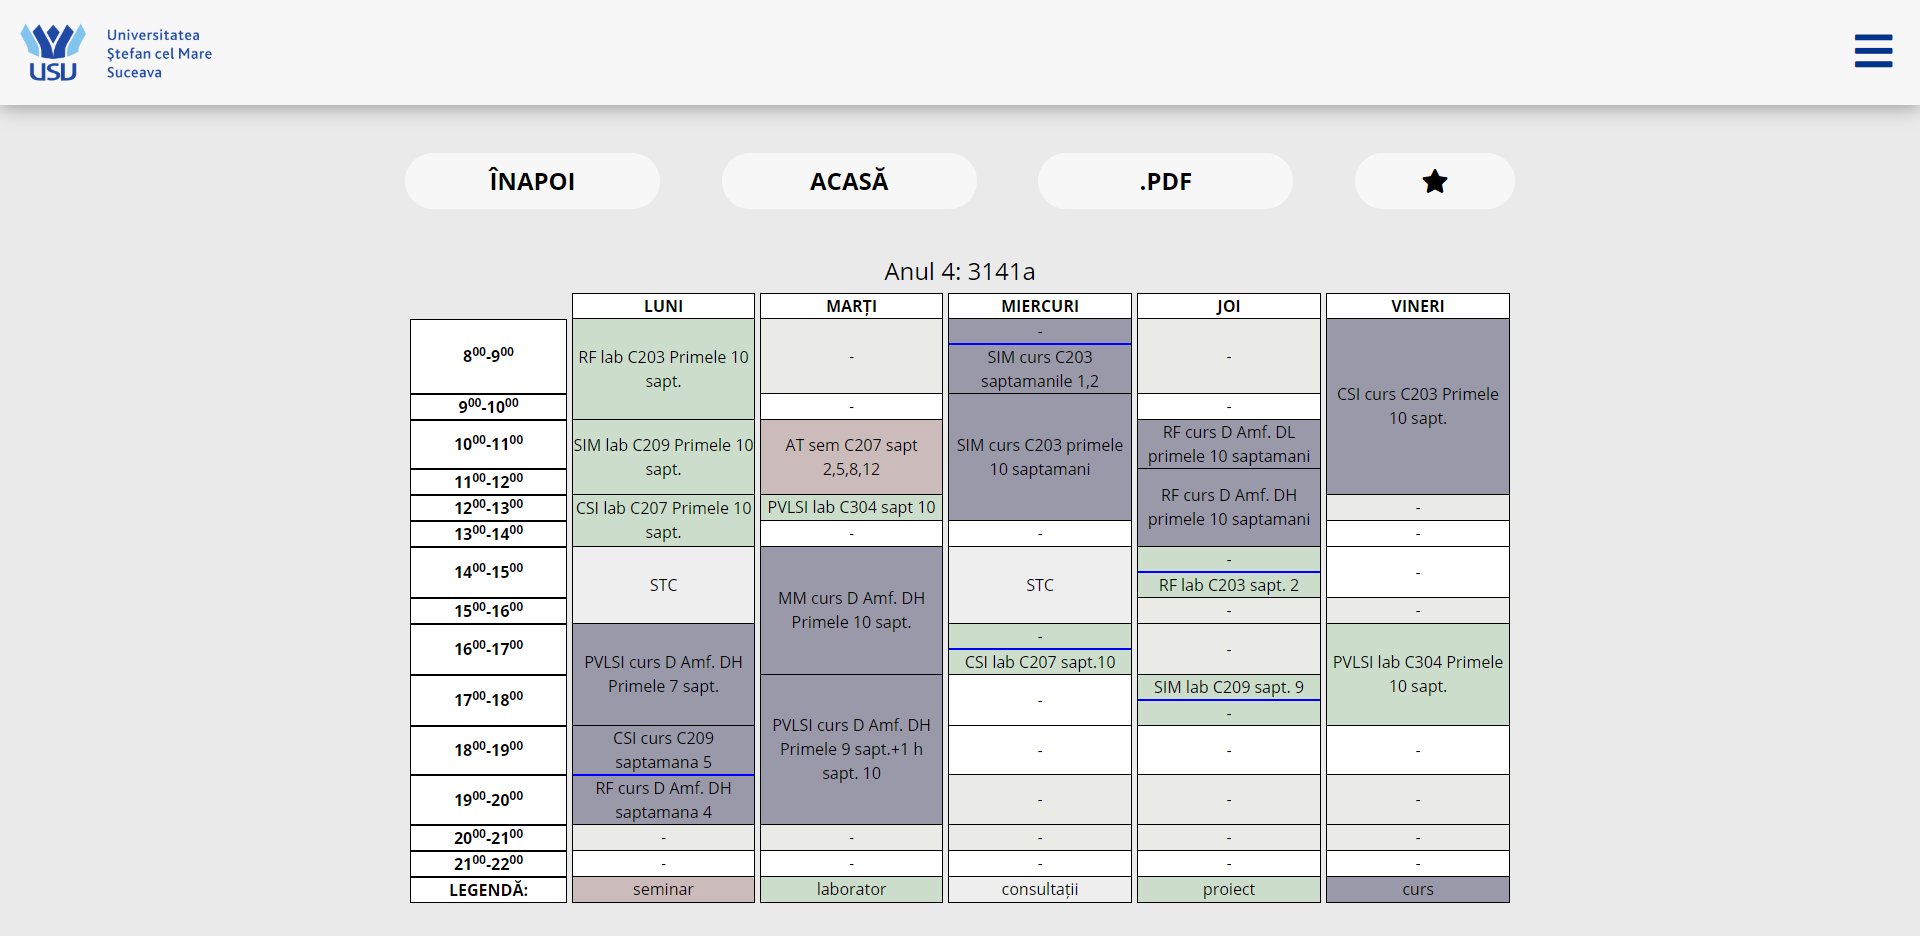 Universitatea
Ștefan cel Mare
Suceava
USU
ÎNAPOI
ACASĂ
.PDF
Anul 4: 3141a
LUNI
MARȚI
MIERCURI
JOI
VINERI
8⁰⁰-9⁰⁰
RF lab C203 Primele 10
sapt.
-
-
SIM curs C203
saptamanile 1,2
-
CSI curs C203 Primele
10 sapt.
9⁰⁰-10⁰⁰
-
SIM curs C203 primele
10 saptamani
-
10⁰⁰-11⁰⁰
SIM lab C209 Primele 10
sapt.
AT sem C207 sapt
2,5,8,12
RF curs D Amf. DL
primele 10 saptamani
11⁰⁰-12⁰⁰
RF curs D Amf. DH
primele 10 saptamani
12⁰⁰-13⁰⁰
CSI lab C207 Primele 10
sapt.
PVLSI lab C304 sapt 10
-
13⁰⁰-14⁰⁰
-
-
-
14⁰⁰-15⁰⁰
STC
MM curs D Amf. DH
Primele 10 sapt.
STC
-
RF lab C203 sapt. 2
-
15⁰⁰-16⁰⁰
-
-
16⁰⁰-17⁰⁰
PVLSI curs D Amf. DH
Primele 7 sapt.
-
CSI lab C207 sapt.10
-
PVLSI lab C304 Primele
10 sapt.
17⁰⁰-18⁰⁰
PVLSI curs D Amf. DH
Primele 9 sapt.+1 h
sapt. 10
-
SIM lab C209 sapt. 9
-
18⁰⁰-19⁰⁰
CSI curs C209
saptamana 5
-
-
-
19⁰⁰-20⁰⁰
RF curs D Amf. DH
saptamana 4
-
-
-
20⁰⁰-21⁰⁰
-
-
-
-
-
21⁰⁰-22⁰⁰
-
-
-
-
-
LEGENDĂ:
seminar
laborator
consultații
proiect
curs